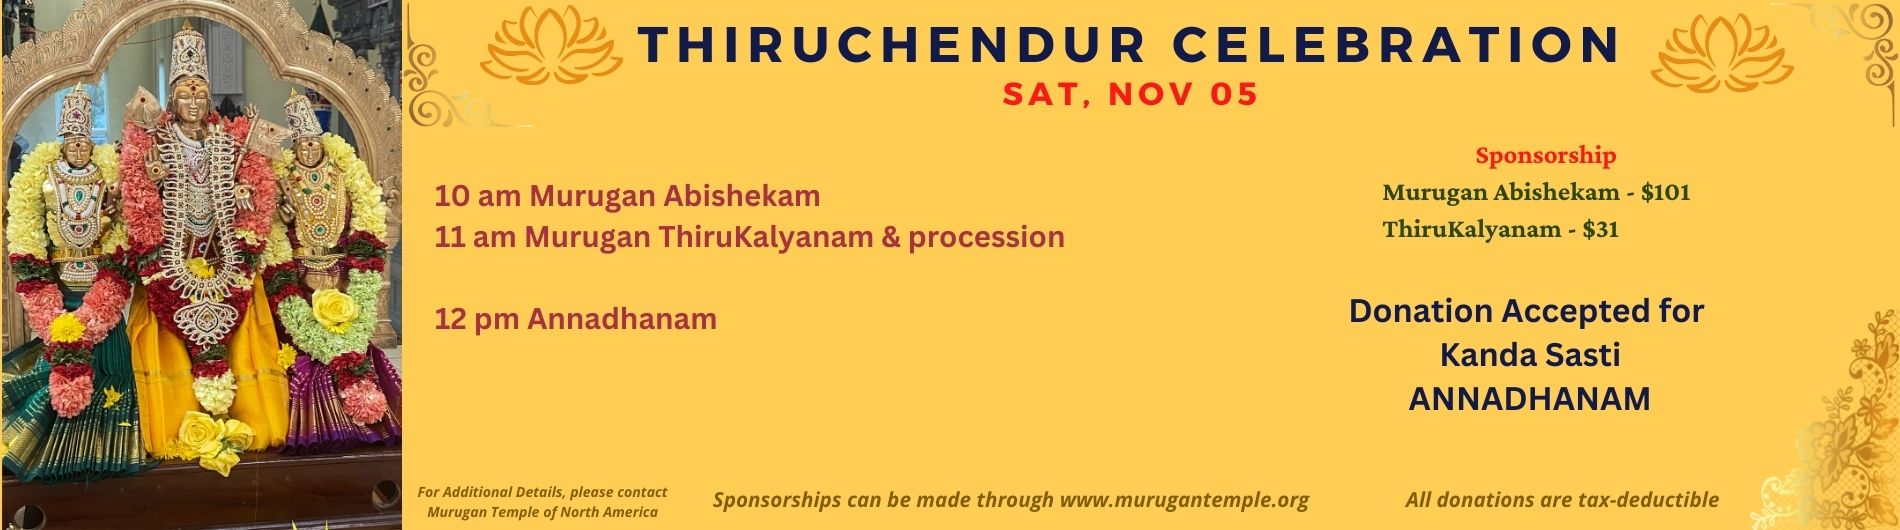 THIRUCHENDUR CELEBRATION
SAT, NOV 05
10 am Murugan Abishekam
11 am Murugan ThiruKalyanam & procession
12 pm Annadhanam
Sponsorship
Murugan Abishekam - $101
ThiruKalyanam - $31
Donation Accepted for
Kanda Sasti
ANNADHANAM
For Additional Details, please contact
Murugan Temple of North America
Sponsorships can be made through www.murugantemple.org
All donations are tax-deductible